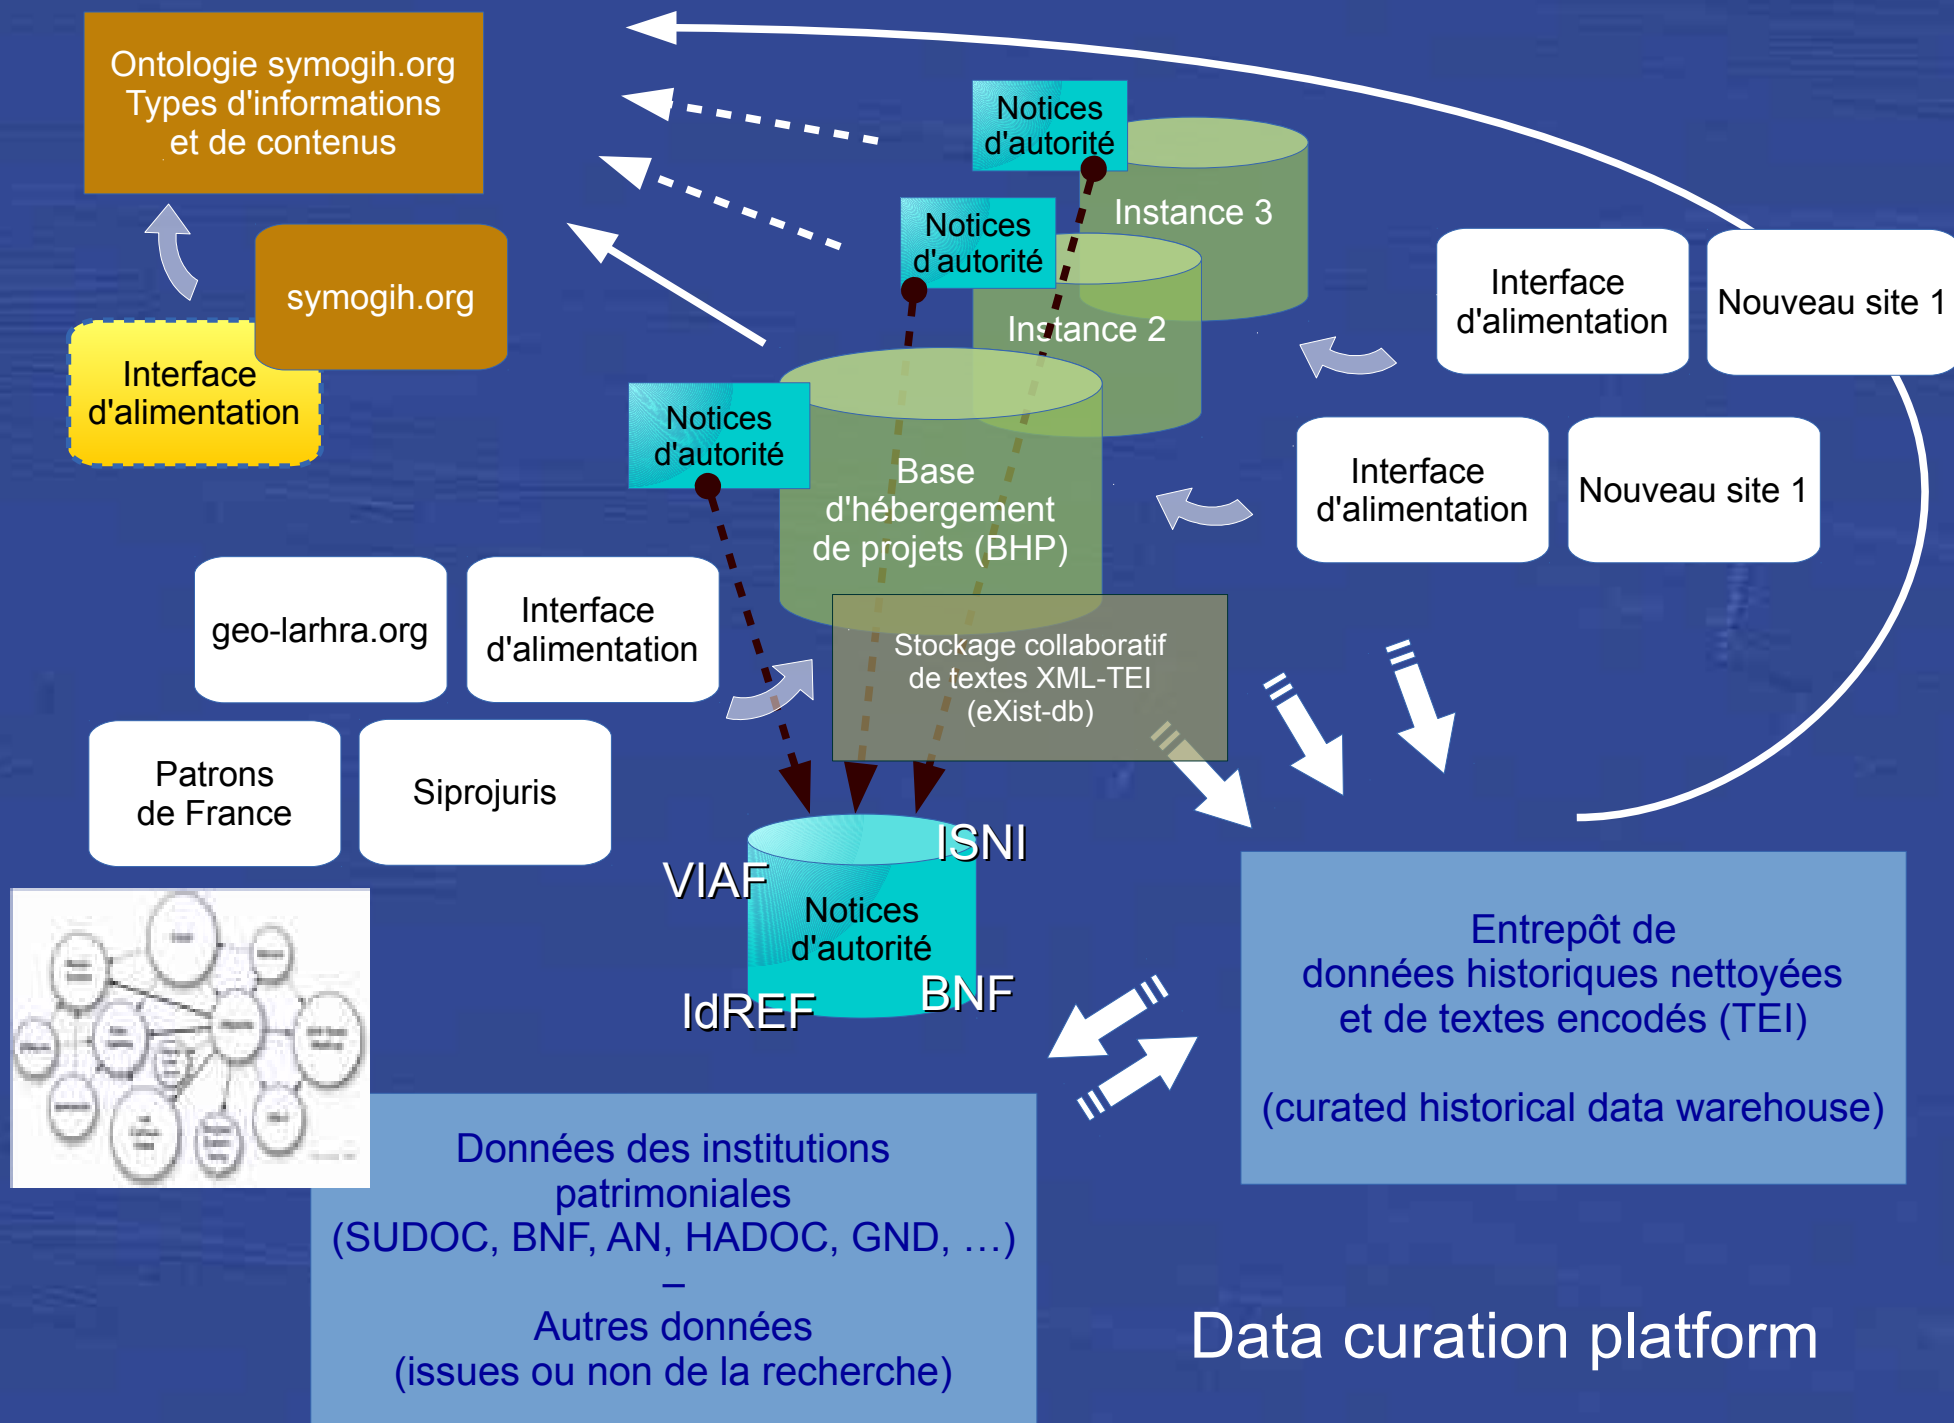 Ontologie symogih.org
Types d'informations
et de contenus
symogih.org
Interface
d'alimentation
Notices
d'autorité
Instance 3
Notices
d'autorité
Instance 2
Notices
d'autorité
Base
d'hébergement
de projets (BHP)
Interface
d'alimentation
Nouveau site 1
Interface
d'alimentation
Nouveau site 1
geo-larhra.org
Interface
d'alimentation
Patrons
de France
Siprojuris
Stockage collaboratif
de textes XML-TEI
(eXist-db)
ISNI
VIAF
Notices
d'autorité
IdREF
BNF
Entrepôt de
données historiques nettoyées
et de textes encodés (TEI)
(curated historical data warehouse)
Données des institutions
patrimoniales
(SUDOC, BNF, AN, HADOC, GND, …)
–
Autres données
(issues ou non de la recherche)
Data curation platform